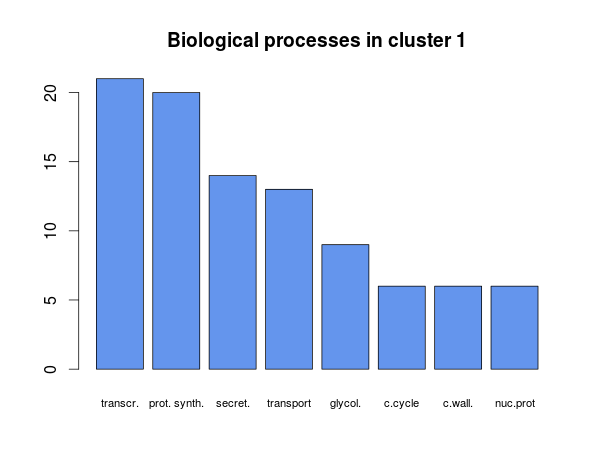 Biological processes in cluster 1
20
15
10
5
0
transcr. prot. synth. secret. transport glycol. c.cycle c.wall. nuc.prot